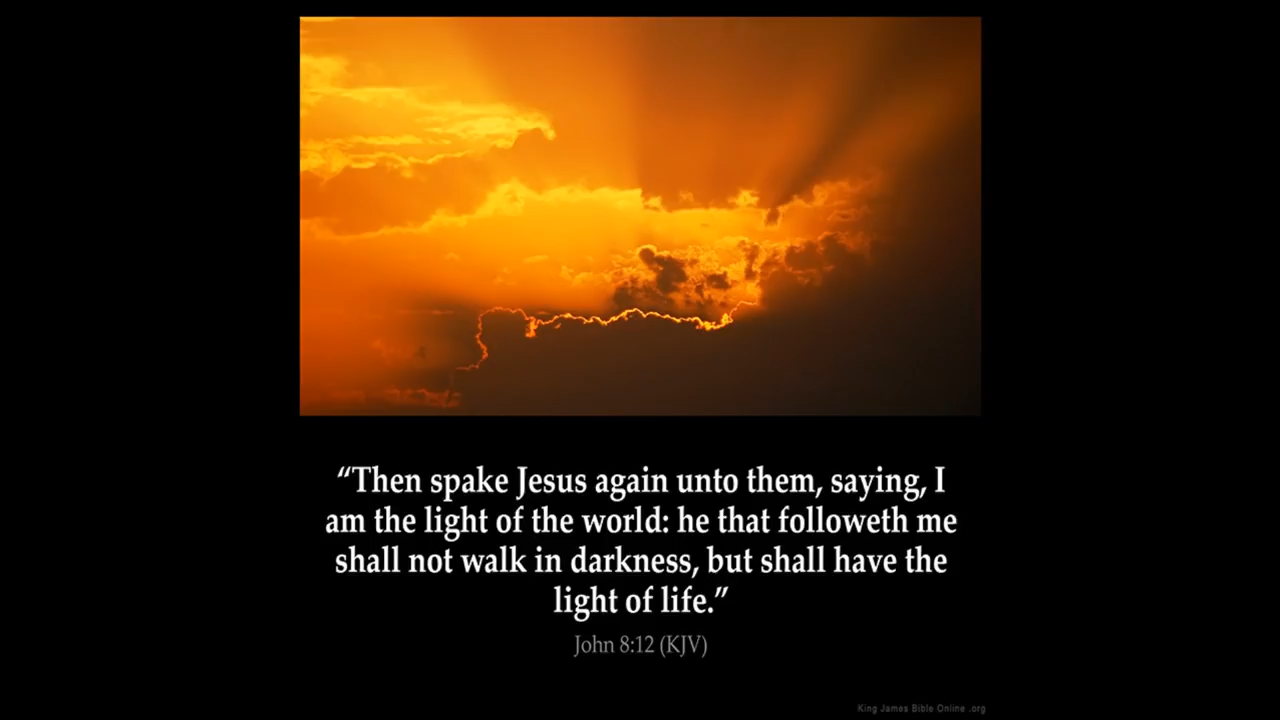 “Then spake Jesus again unto them, saying, I
am the light of the world: he that followeth me
shall not walk in darkness, but shall have the
light of life.”
John 8:12 (KJV)
King James Bible Online .org